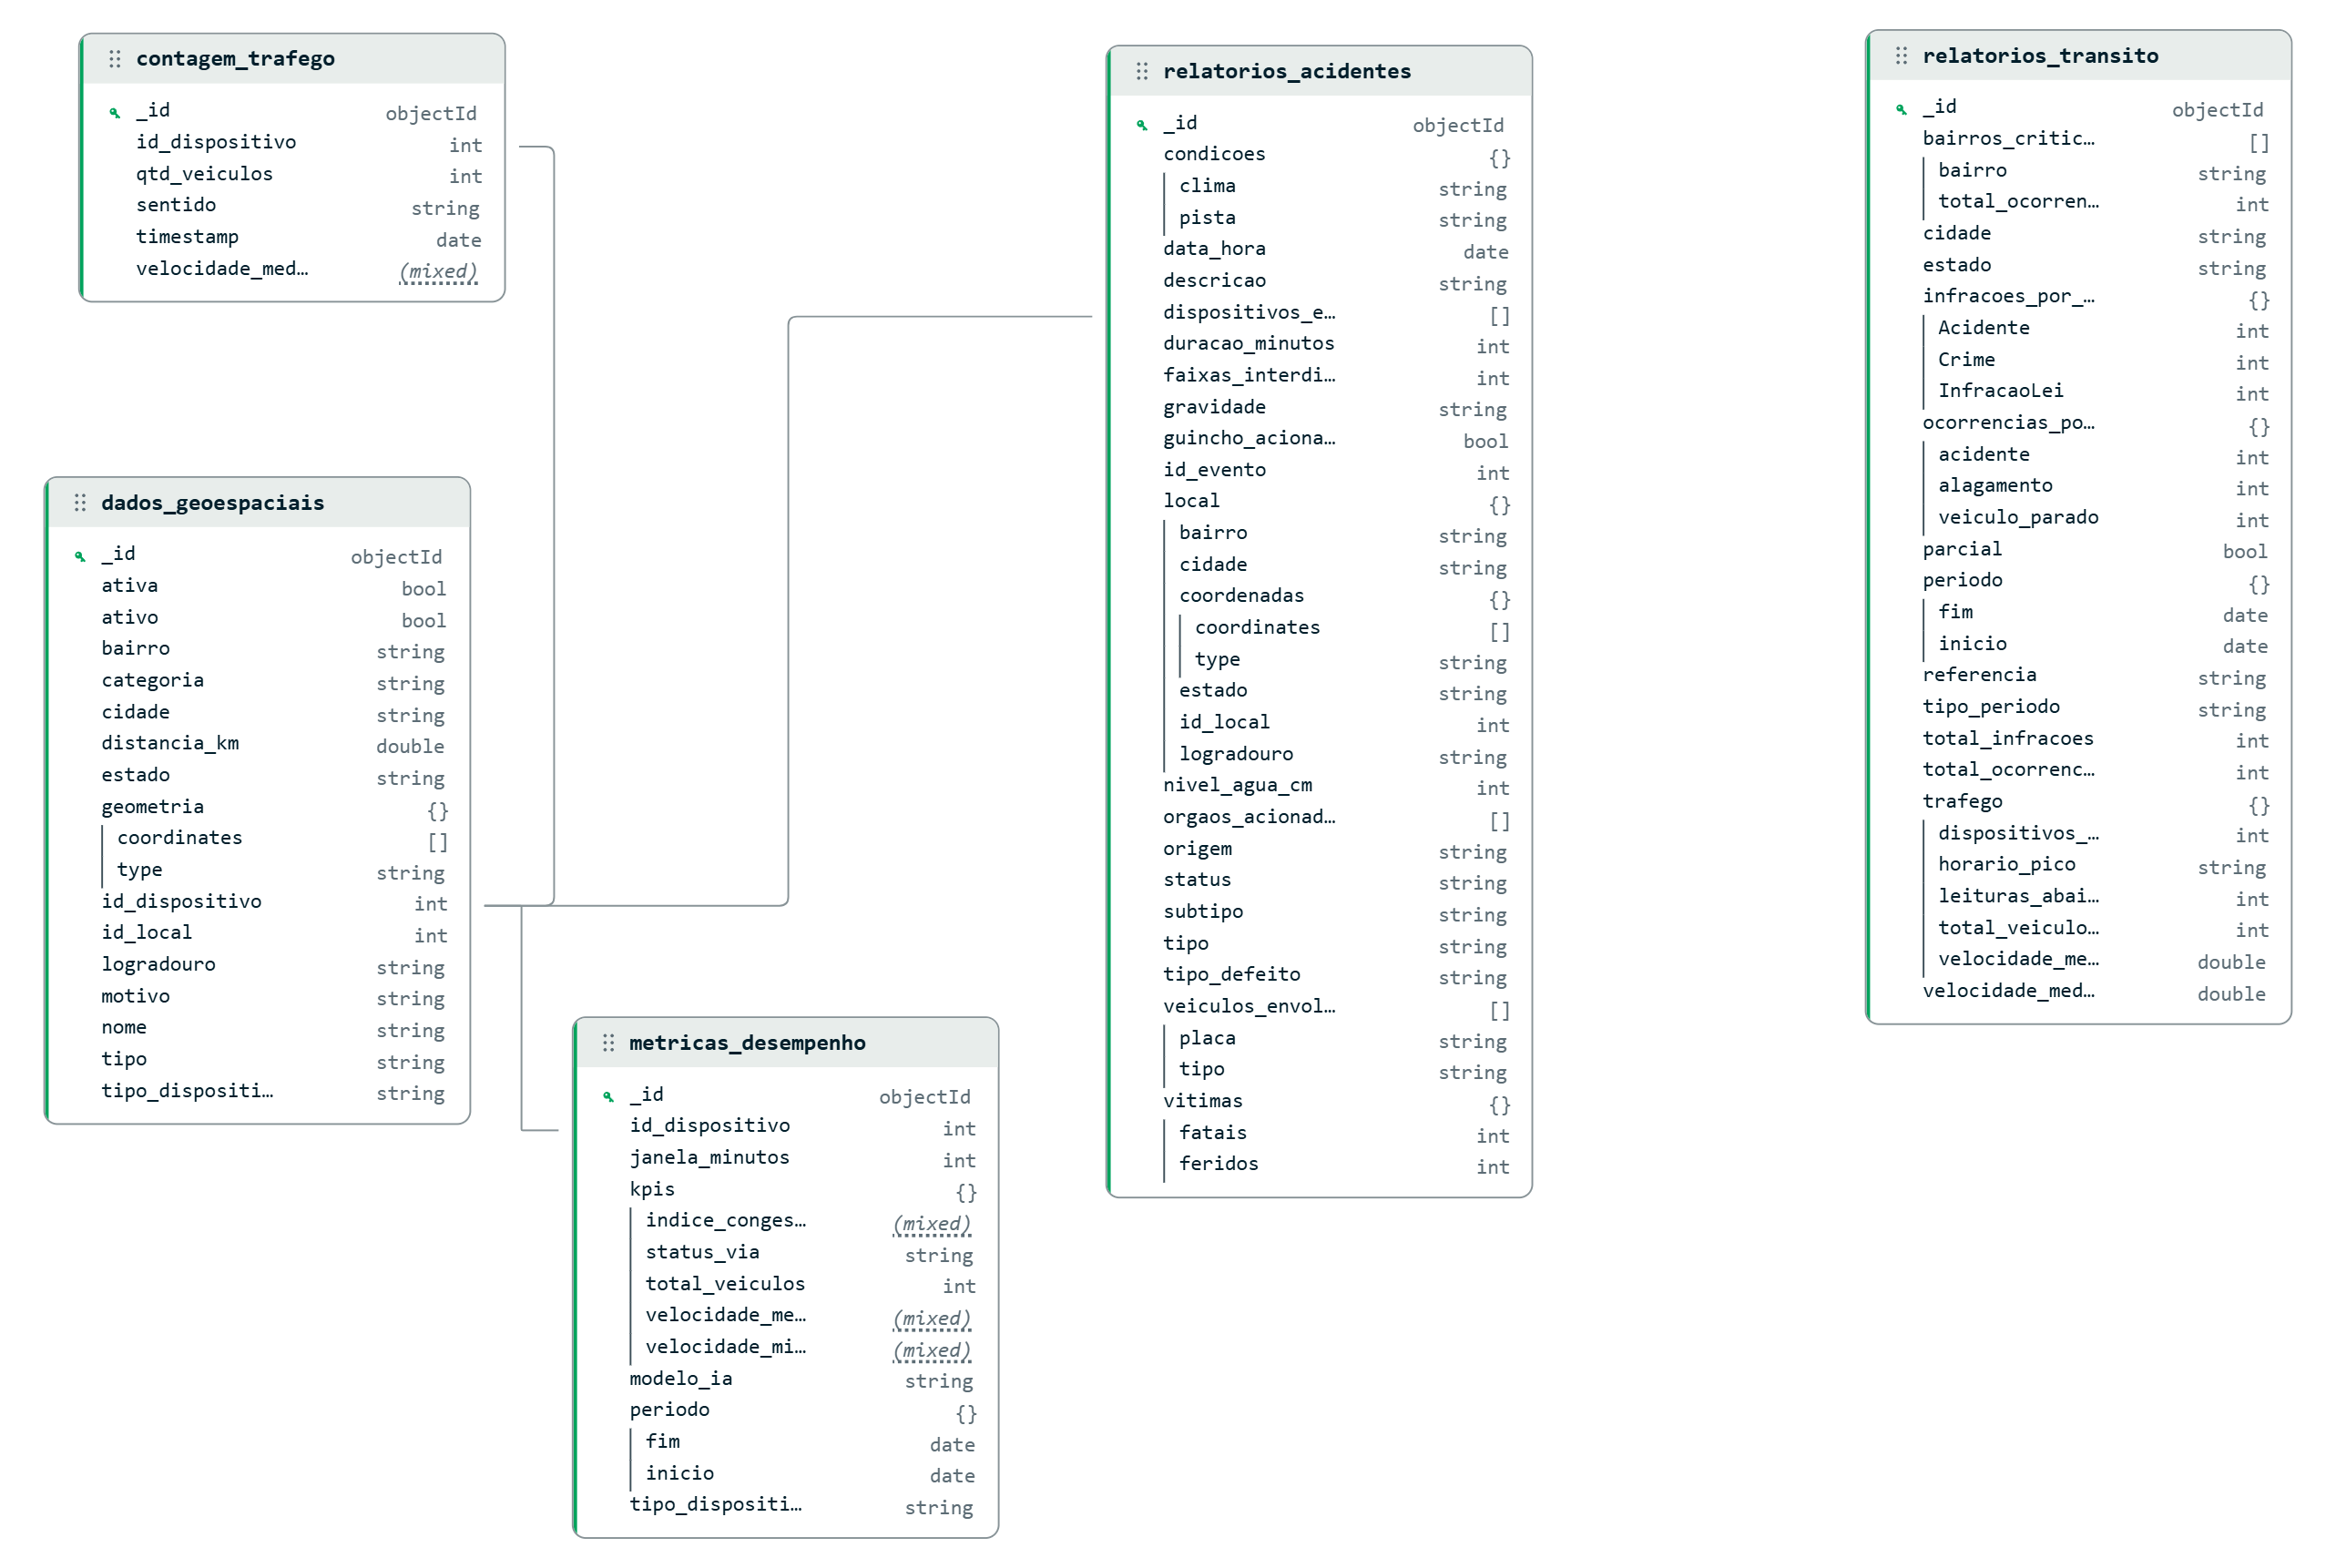 contagem_trafego
_id objectId
id_dispositivo int
qtd_veiculos int
sentido string
timestamp date
velocidade_med… (mixed)
dados_geoespaciais
_id objectId
ativa bool
ativo bool
bairro string
categoria string
cidade string
distancia_km double
estado string
geometria {}
coordinates []
type string
id_dispositivo int
id_local int
logradouro string
motivo string
nome string
tipo string
tipo_dispositi… string
metricas_desempenho
_id objectId
id_dispositivo int
janela_minutos int
kpis {}
indice_conges… (mixed)
status_via string
total_veiculos int
velocidade_me… (mixed)
velocidade_mi… (mixed)
modelo_ia string
periodo {}
fim date
inicio date
tipo_dispositi… string
relatorios_acidentes
_id objectId
condicoes {}
clima string
pista string
data_hora date
descricao string
dispositivos_e… []
duracao_minutos int
faixas_interdi… int
gravidade string
guincho_aciona… bool
id_evento int
local {}
bairro string
cidade string
coordenadas {}
coordinates []
type string
estado string
id_local int
logradouro string
nivel_agua_cm int
orgaos_acionad… []
origem string
status string
subtipo string
tipo string
tipo_defeito string
veiculos_envol… []
placa string
tipo string
vitimas {}
fatais int
feridos int
relatorios_transito
_id objectId
bairros_critic… []
bairro string
total_ocorren… int
cidade string
estado string
infracoes_por_… {}
Acidente int
Crime int
InfracaoLei int
ocorrencias_po… {}
acidente int
alagamento int
veiculo_parado int
parcial bool
periodo {}
fim date
inicio date
referencia string
tipo_periodo string
total_infracoes int
total_ocorrenc… int
trafego {}
dispositivos_… int
horario_pico string
leituras_abai… int
total_veiculo… int
velocidade_me… double
velocidade_med… double